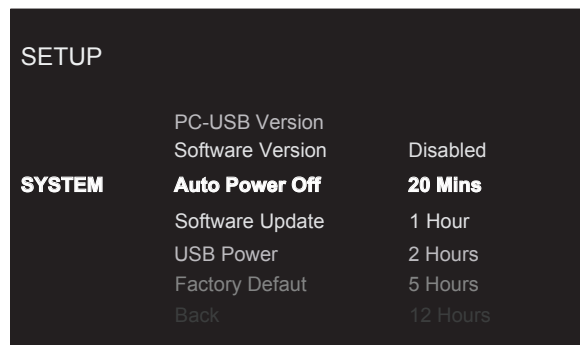 SETUP
PC-USB Version
Software Version Disabled
SYSTEM Auto Power Off 20 Mins
Software Update 1 Hour
USB Power 2 Hours
Factory Defaut 5 Hours
Back 12 Hours